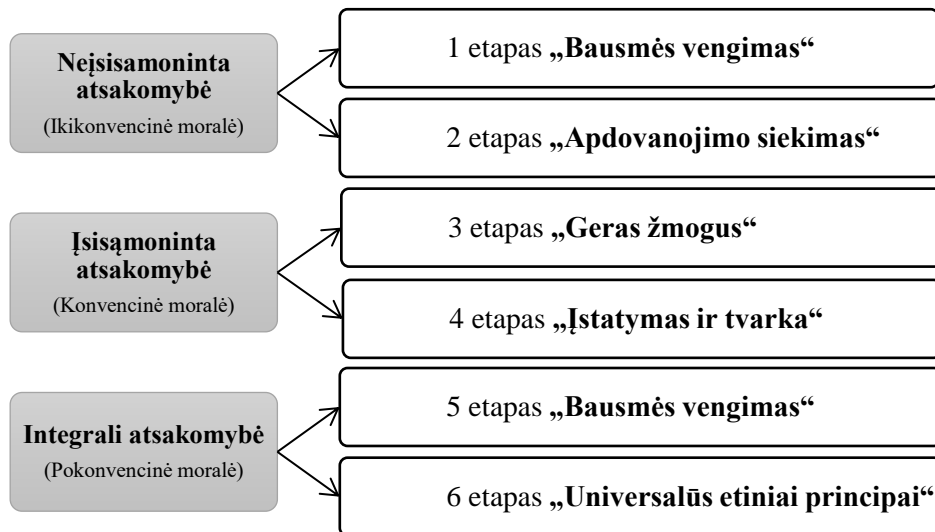 Neįsisamoninta
atsakomybė
(Ikikonvencinė moralė)
1 etapas „Bausmės vengimas“
2 etapas „Apdovanojimo siekimas“
Įsisąmoninta
atsakomybė
(Konvencinė moralė)
3 etapas „Geras žmogus“
4 etapas „Įstatymas ir tvarka“
Integrali atsakomybė
(Pokonvencinė moralė)
5 etapas „Bausmės vengimas“
6 etapas „Universalūs etiniai principai“